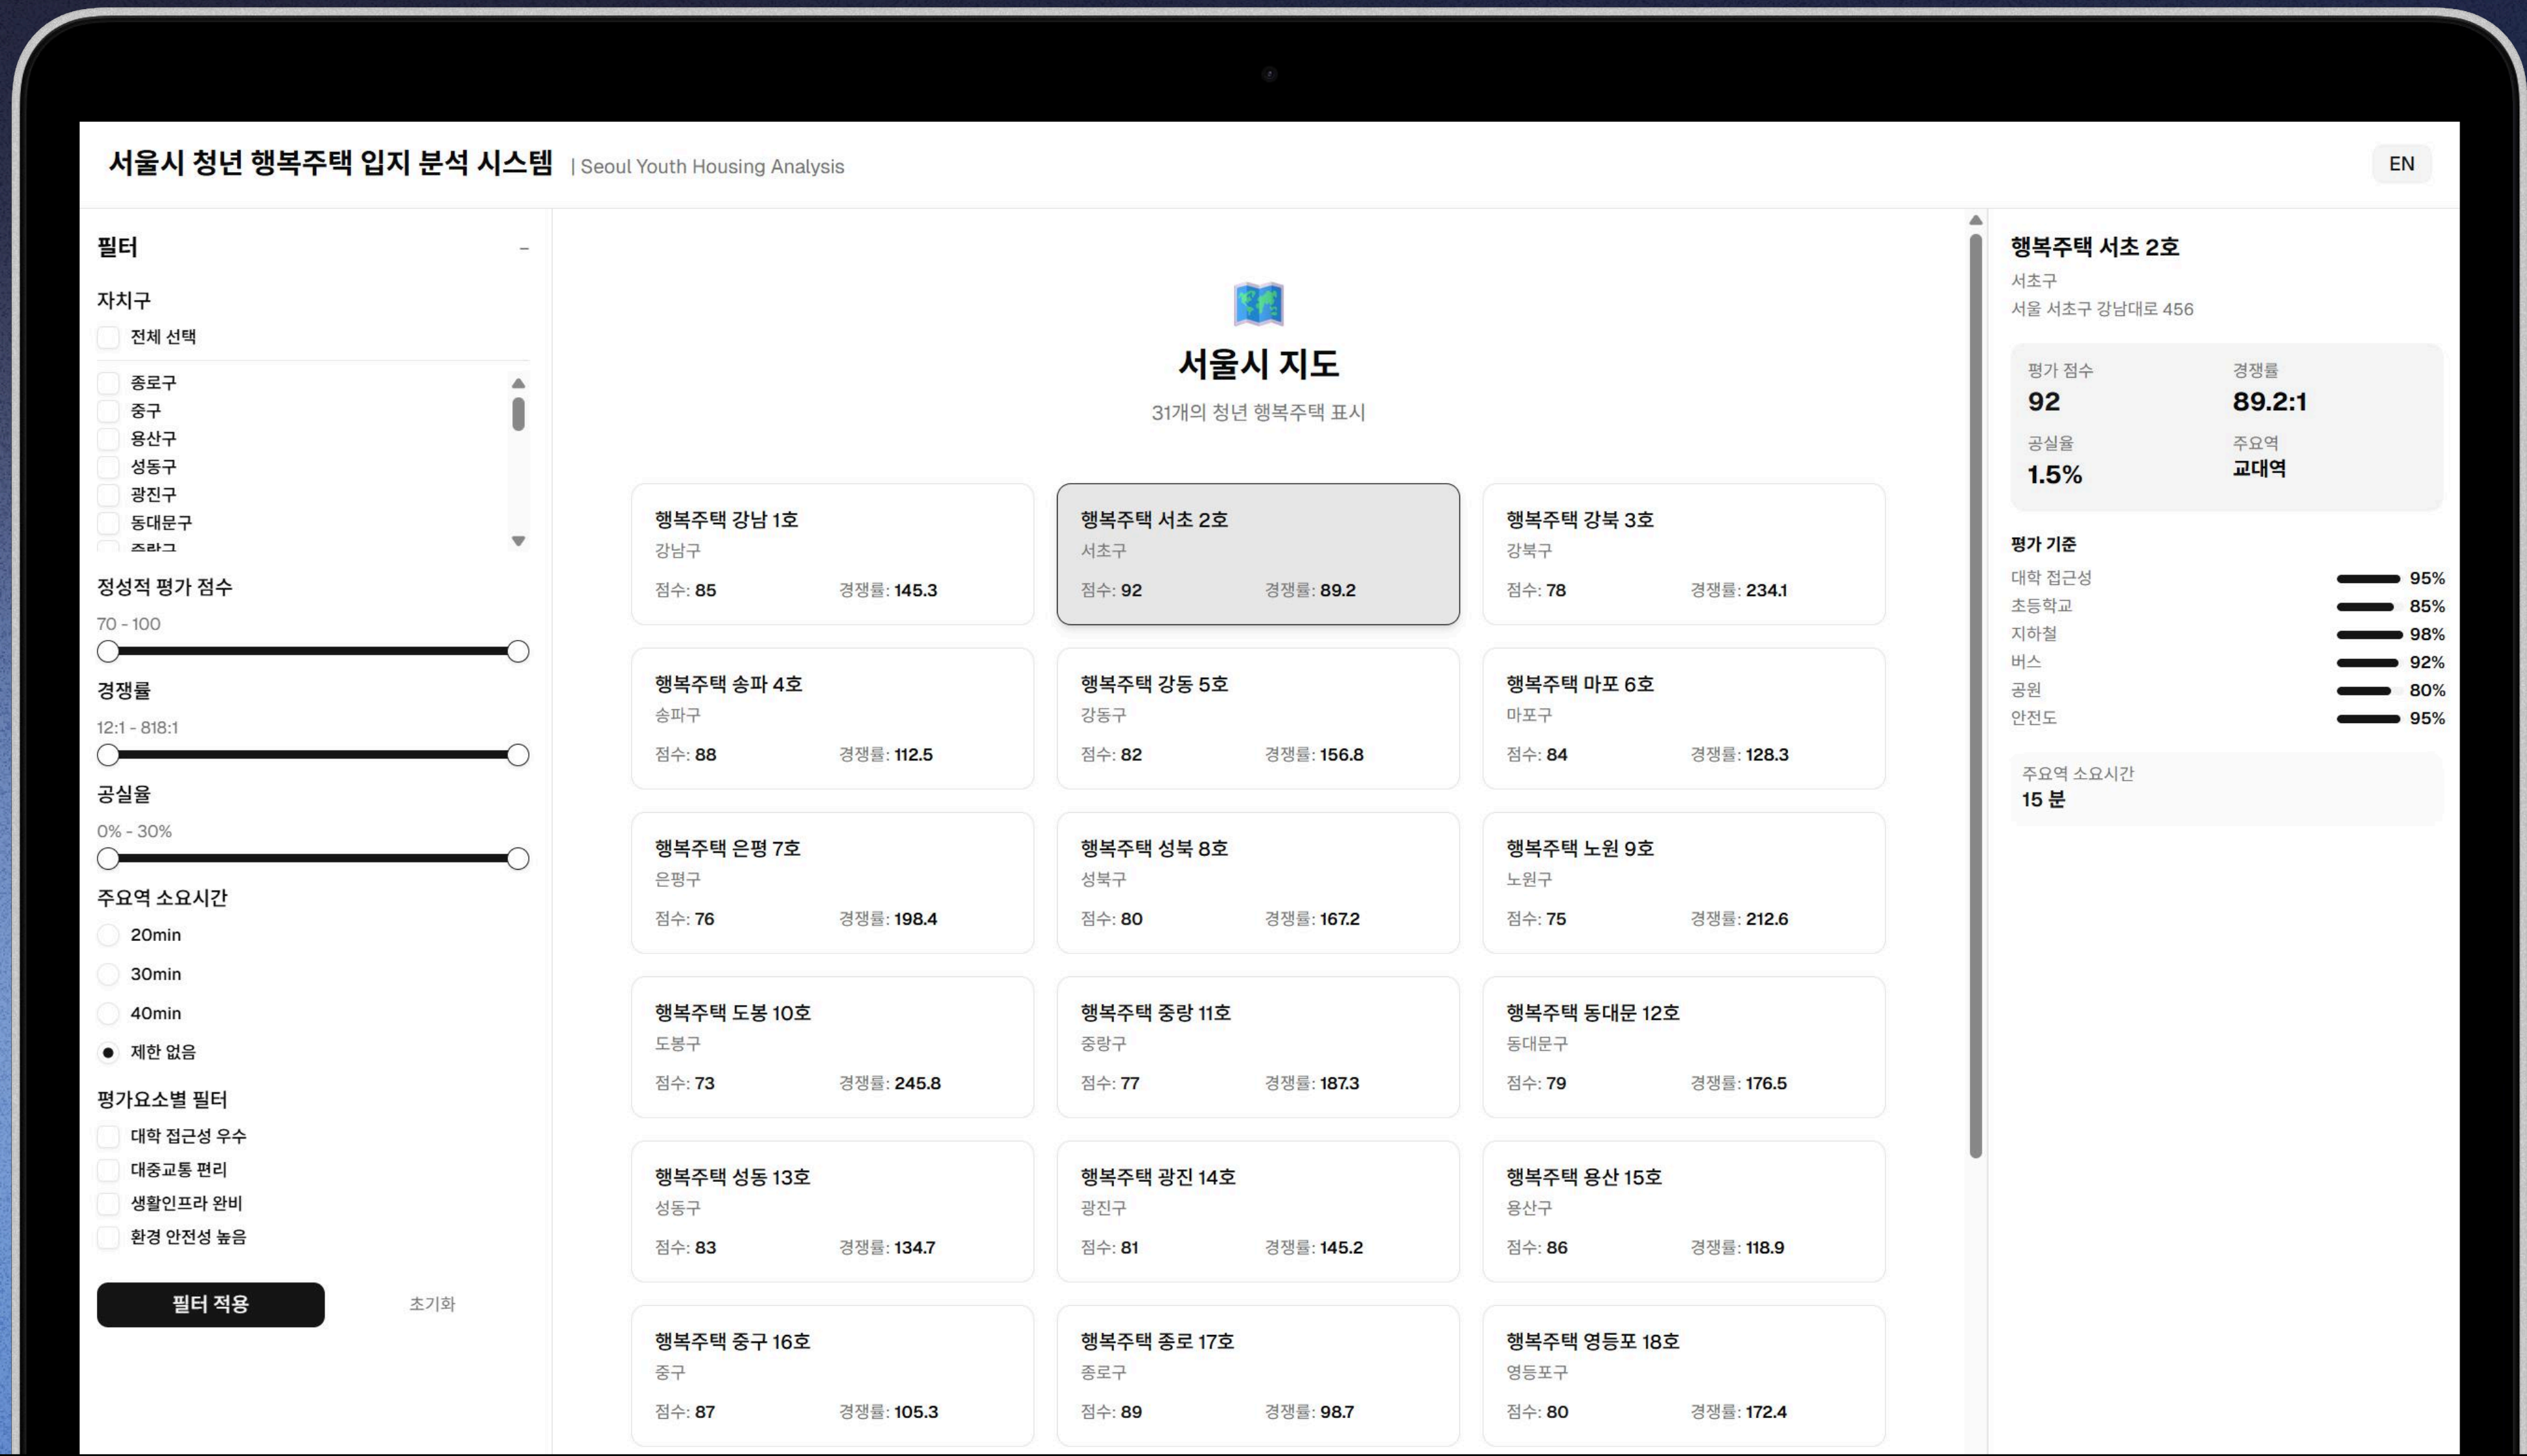 서울시 청년 행복주택 입지 분석 시스템 | Seoul Youth Housing Analysis
EN
필터
–
자치구
전체 선택
종로구
중구
용산구
성동구
광진구
동대문구
중랑구
정성적 평가 점수
70 - 100
경쟁률
12:1 - 818:1
공실율
0% - 30%
주요역 소요시간
20min
30min
40min
제한 없음
평가요소별 필터
대학 접근성 우수
대중교통 편리
생활인프라 완비
환경 안전성 높음
필터 적용 초기화
서울시 지도
31개의 청년 행복주택 표시
행복주택 강남 1호
강남구
점수: 85 경쟁률: 145.3
행복주택 서초 2호
서초구
점수: 92 경쟁률: 89.2
행복주택 강북 3호
강북구
점수: 78 경쟁률: 234.1
행복주택 송파 4호
송파구
점수: 88 경쟁률: 112.5
행복주택 강동 5호
강동구
점수: 82 경쟁률: 156.8
행복주택 마포 6호
마포구
점수: 84 경쟁률: 128.3
행복주택 은평 7호
은평구
점수: 76 경쟁률: 198.4
행복주택 성북 8호
성북구
점수: 80 경쟁률: 167.2
행복주택 노원 9호
노원구
점수: 75 경쟁률: 212.6
행복주택 도봉 10호
도봉구
점수: 73 경쟁률: 245.8
행복주택 중랑 11호
중랑구
점수: 77 경쟁률: 187.3
행복주택 동대문 12호
동대문구
점수: 79 경쟁률: 176.5
행복주택 성동 13호
성동구
점수: 83 경쟁률: 134.7
행복주택 광진 14호
광진구
점수: 81 경쟁률: 145.2
행복주택 용산 15호
용산구
점수: 86 경쟁률: 118.9
행복주택 중구 16호
중구
점수: 87 경쟁률: 105.3
행복주택 종로 17호
종로구
점수: 89 경쟁률: 98.7
행복주택 영등포 18호
영등포구
점수: 80 경쟁률: 172.4
행복주택 서초 2호
서초구
서울 서초구 강남대로 456
평가 점수 경쟁률
92 89.2:1
공실율 주요역
1.5% 교대역
평가 기준
대학 접근성 95%
초등학교 85%
지하철 98%
버스 92%
공원 80%
안전도 95%
주요역 소요시간
15 분